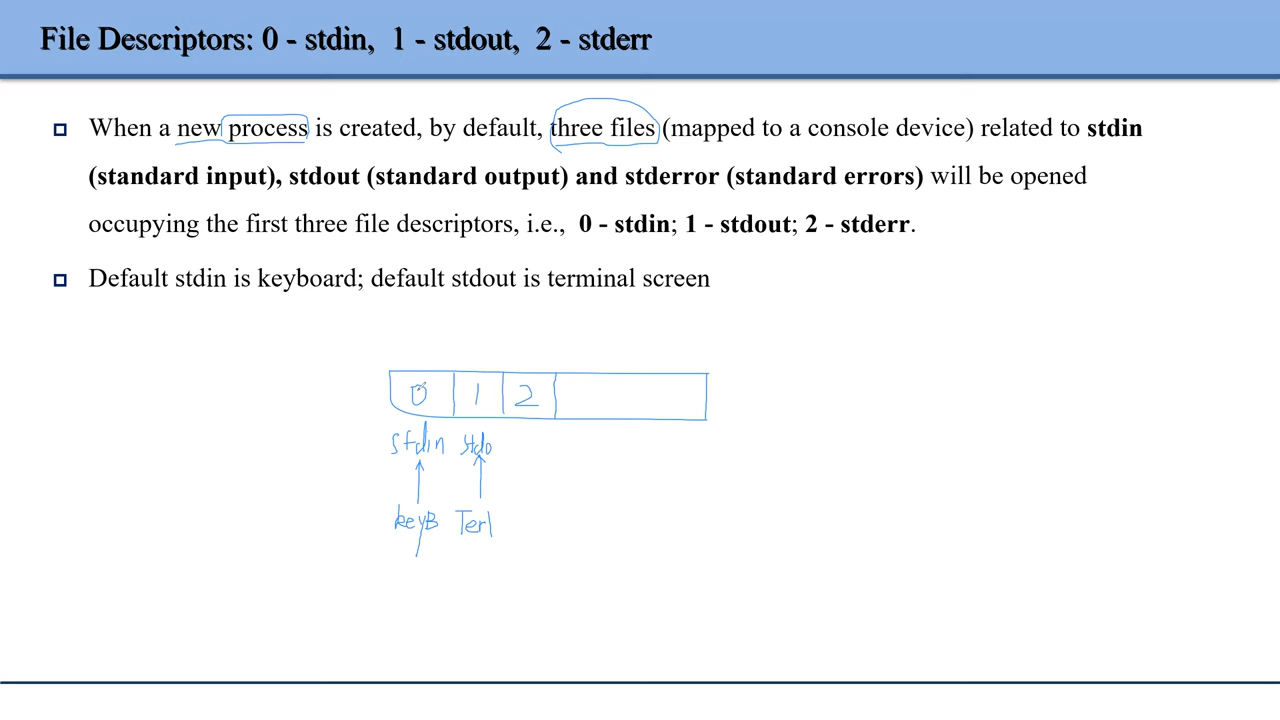 File Descriptors: 0 - stdin, 1 - stdout, 2 - stderr
When a new process is created, by default, three files (mapped to a console device) related to stdin
(standard input), stdout (standard output) and stderror (standard errors) will be opened
occupying the first three file descriptors, i.e., 0 - stdin; 1 - stdout; 2 - stderr.
Default stdin is keyboard; default stdout is terminal screen
0 1 2
stdin stdo
keyB Terl